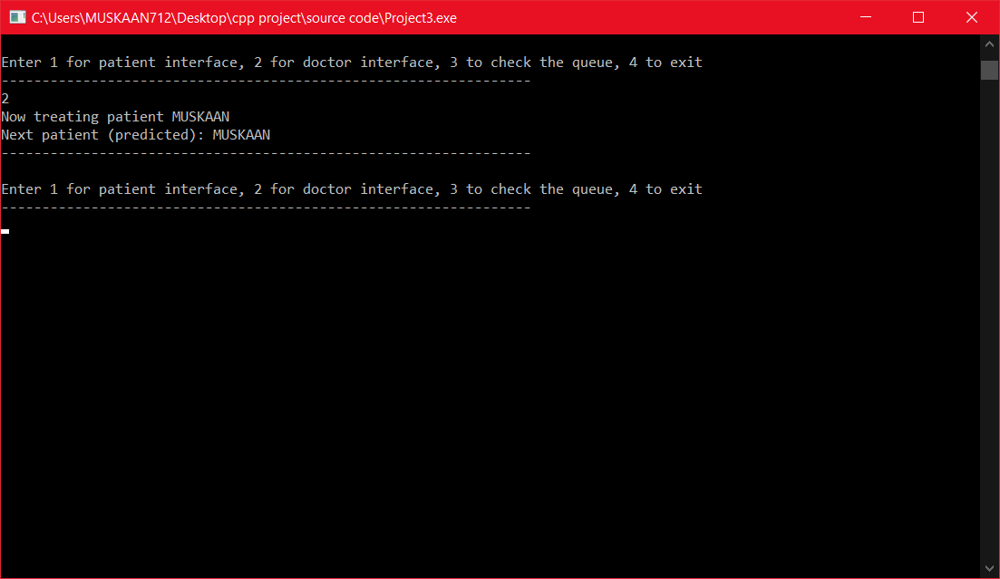 C:\Users\MUSKAAN712\Desktop\cpp project\source code\Project3.exe
Enter 1 for patient interface, 2 for doctor interface, 3 to check the queue, 4 to exit
-----------------------------------------------------------------
2
Now treating patient MUSKAAN
Next patient (predicted): MUSKAAN
-----------------------------------------------------------------
Enter 1 for patient interface, 2 for doctor interface, 3 to check the queue, 4 to exit
-----------------------------------------------------------------